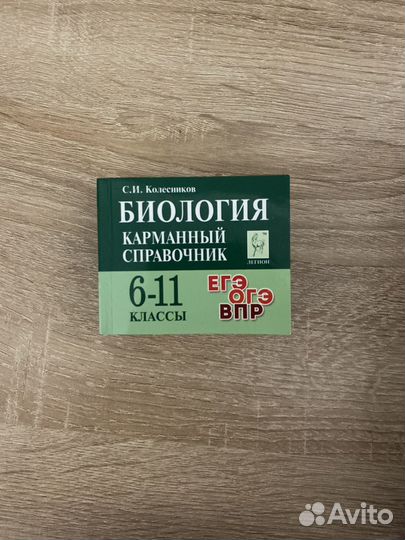 С.И. Колесников
БИОЛОГИЯ
КАРМАННЫЙ
СПРАВОЧНИК
ЛЕГИОН
6-11
КЛАССЫ
ЕГЭ
ОГЭ
ВПР
Avito